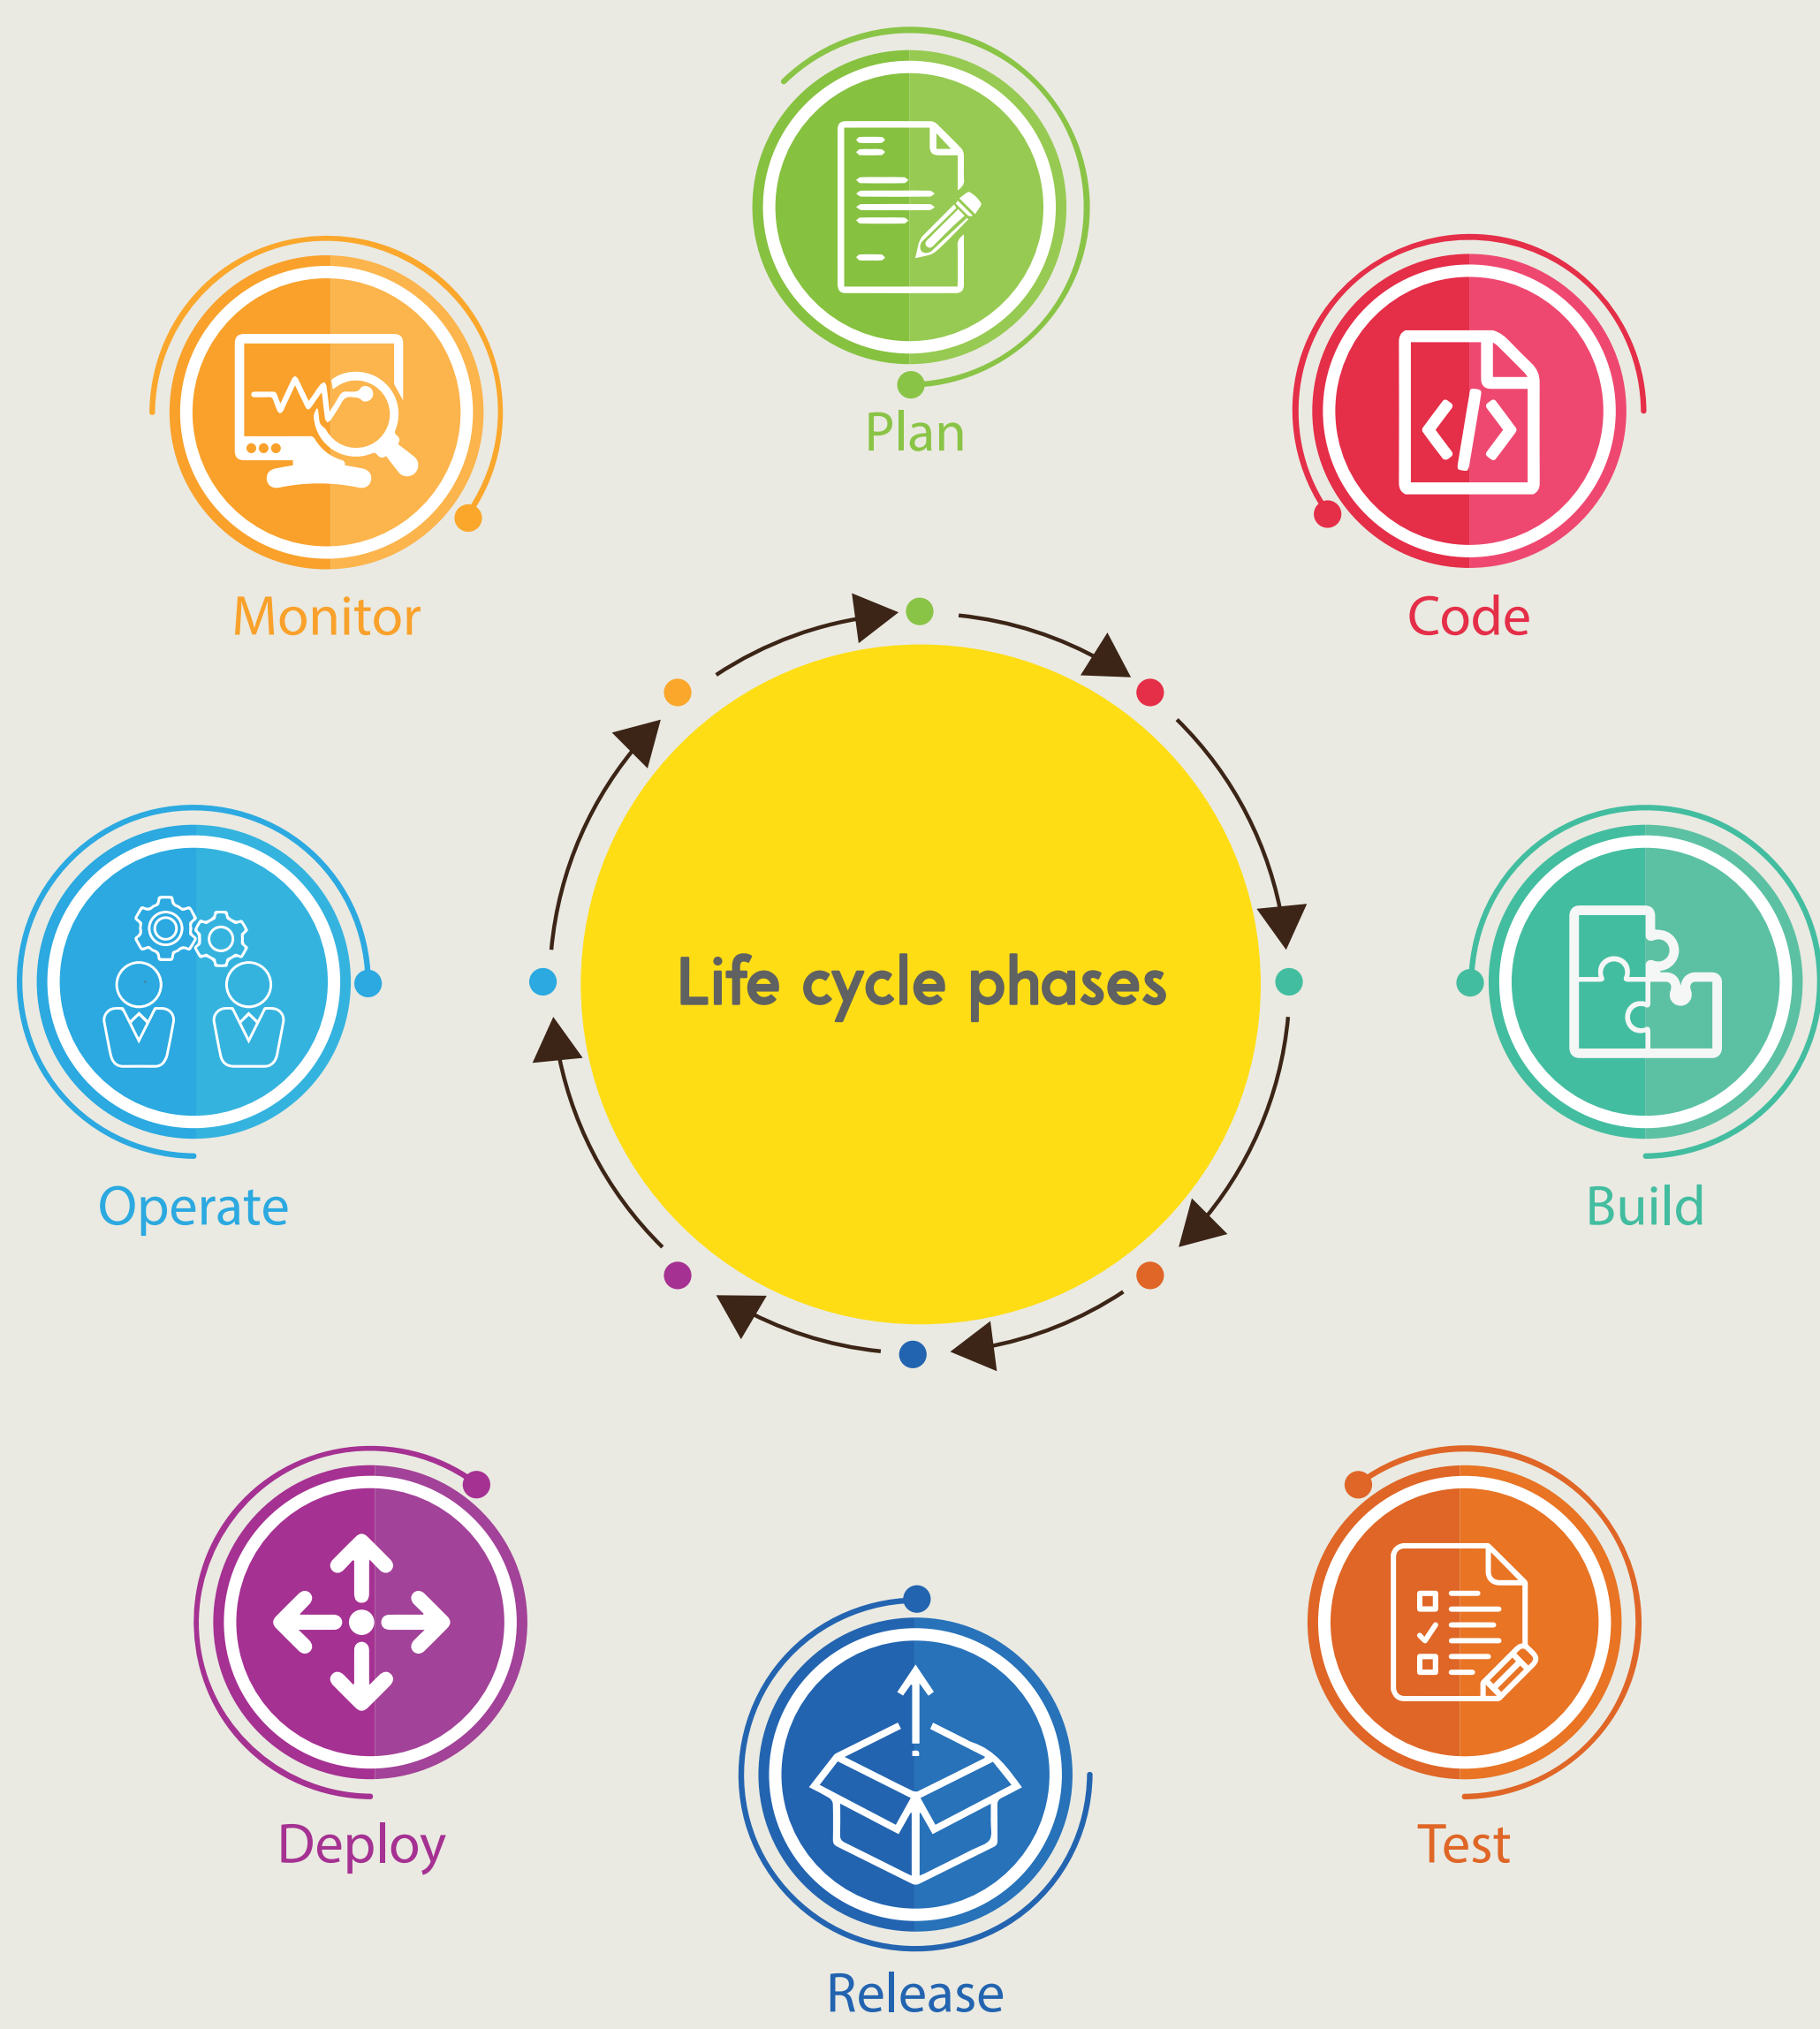 Plan
Code
Build
Test
Release
Deploy
Operate
Monitor
Life cycle phases